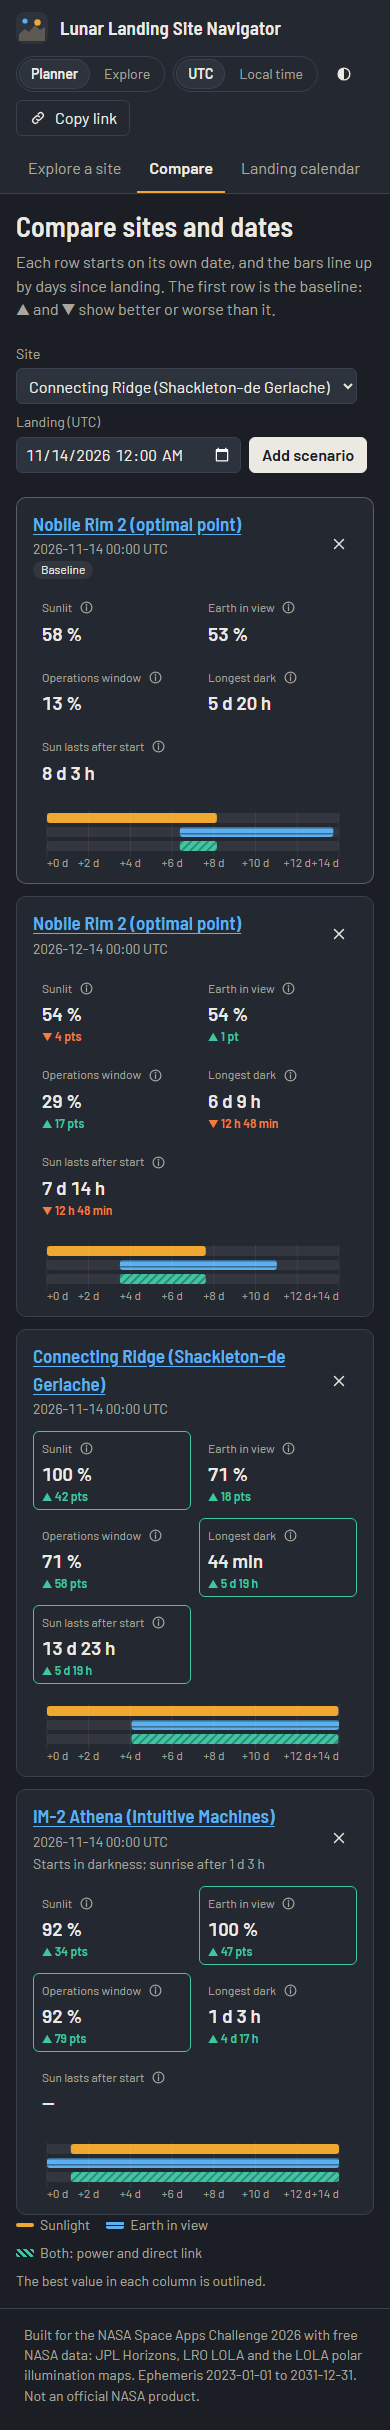 Lunar Landing Site Navigator
Planner Explore UTC Local time
Copy link
Explore a site Compare Landing calendar
Compare sites and dates
Each row starts on its own date, and the bars line up
by days since landing. The first row is the baseline:
▲ and ▼ show better or worse than it.
Site
Connecting Ridge (Shackleton–de Gerlache)
Landing (UTC)
11/14/2026 12:00 AM Add scenario
Nobile Rim 2 (optimal point)
2026-11-14 00:00 UTC
Baseline
Sunlit Earth in view
58 % 53 %
Operations window Longest dark
13 % 5 d 20 h
Sun lasts after start
8 d 3 h
+0 d +2 d +4 d +6 d +8 d +10 d +12 d +14 d
Nobile Rim 2 (optimal point)
2026-12-14 00:00 UTC
Sunlit Earth in view
54 % 54 %
▼ 4 pts ▲ 1 pt
Operations window Longest dark
29 % 6 d 9 h
▲ 17 pts ▼ 12 h 48 min
Sun lasts after start
7 d 14 h
▼ 12 h 48 min
+0 d +2 d +4 d +6 d +8 d +10 d +12 d +14 d
Connecting Ridge (Shackleton–de
Gerlache)
2026-11-14 00:00 UTC
Sunlit Earth in view
100 % 71 %
▲ 42 pts ▲ 18 pts
Operations window Longest dark
71 % 44 min
▲ 58 pts ▲ 5 d 19 h
Sun lasts after start
13 d 23 h
▲ 5 d 19 h
+0 d +2 d +4 d +6 d +8 d +10 d +12 d +14 d
IM-2 Athena (Intuitive Machines)
2026-11-14 00:00 UTC
Starts in darkness; sunrise after 1 d 3 h
Sunlit Earth in view
92 % 100 %
▲ 34 pts ▲ 47 pts
Operations window Longest dark
92 % 1 d 3 h
▲ 79 pts ▲ 4 d 17 h
Sun lasts after start
—
+0 d +2 d +4 d +6 d +8 d +10 d +12 d +14 d
Sunlight Earth in view
Both: power and direct link
The best value in each column is outlined.
Built for the NASA Space Apps Challenge 2026 with free
NASA data: JPL Horizons, LRO LOLA and the LOLA polar
illumination maps. Ephemeris 2023-01-01 to 2031-12-31.
Not an official NASA product.